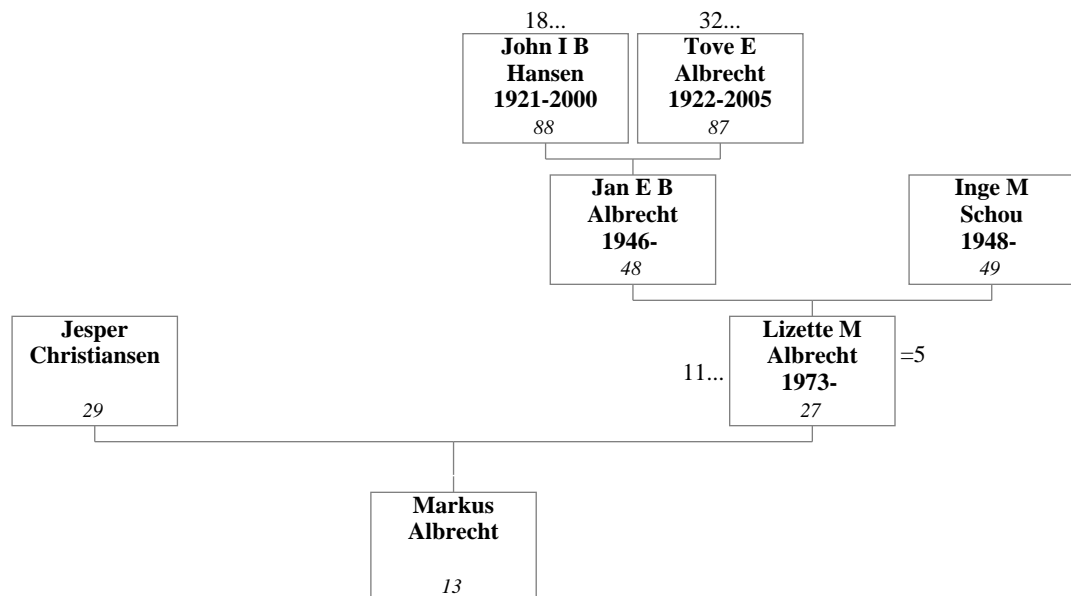 18...
John I B
Hansen
1921-2000
88
32...
Tove E
Albrecht
1922-2005
87
Jan E B
Albrecht
1946-
48
Inge M
Schou
1948-
49
Jesper
Christiansen
29
11...
Lizette M
Albrecht
1973-
27
=5
Markus
Albrecht
13